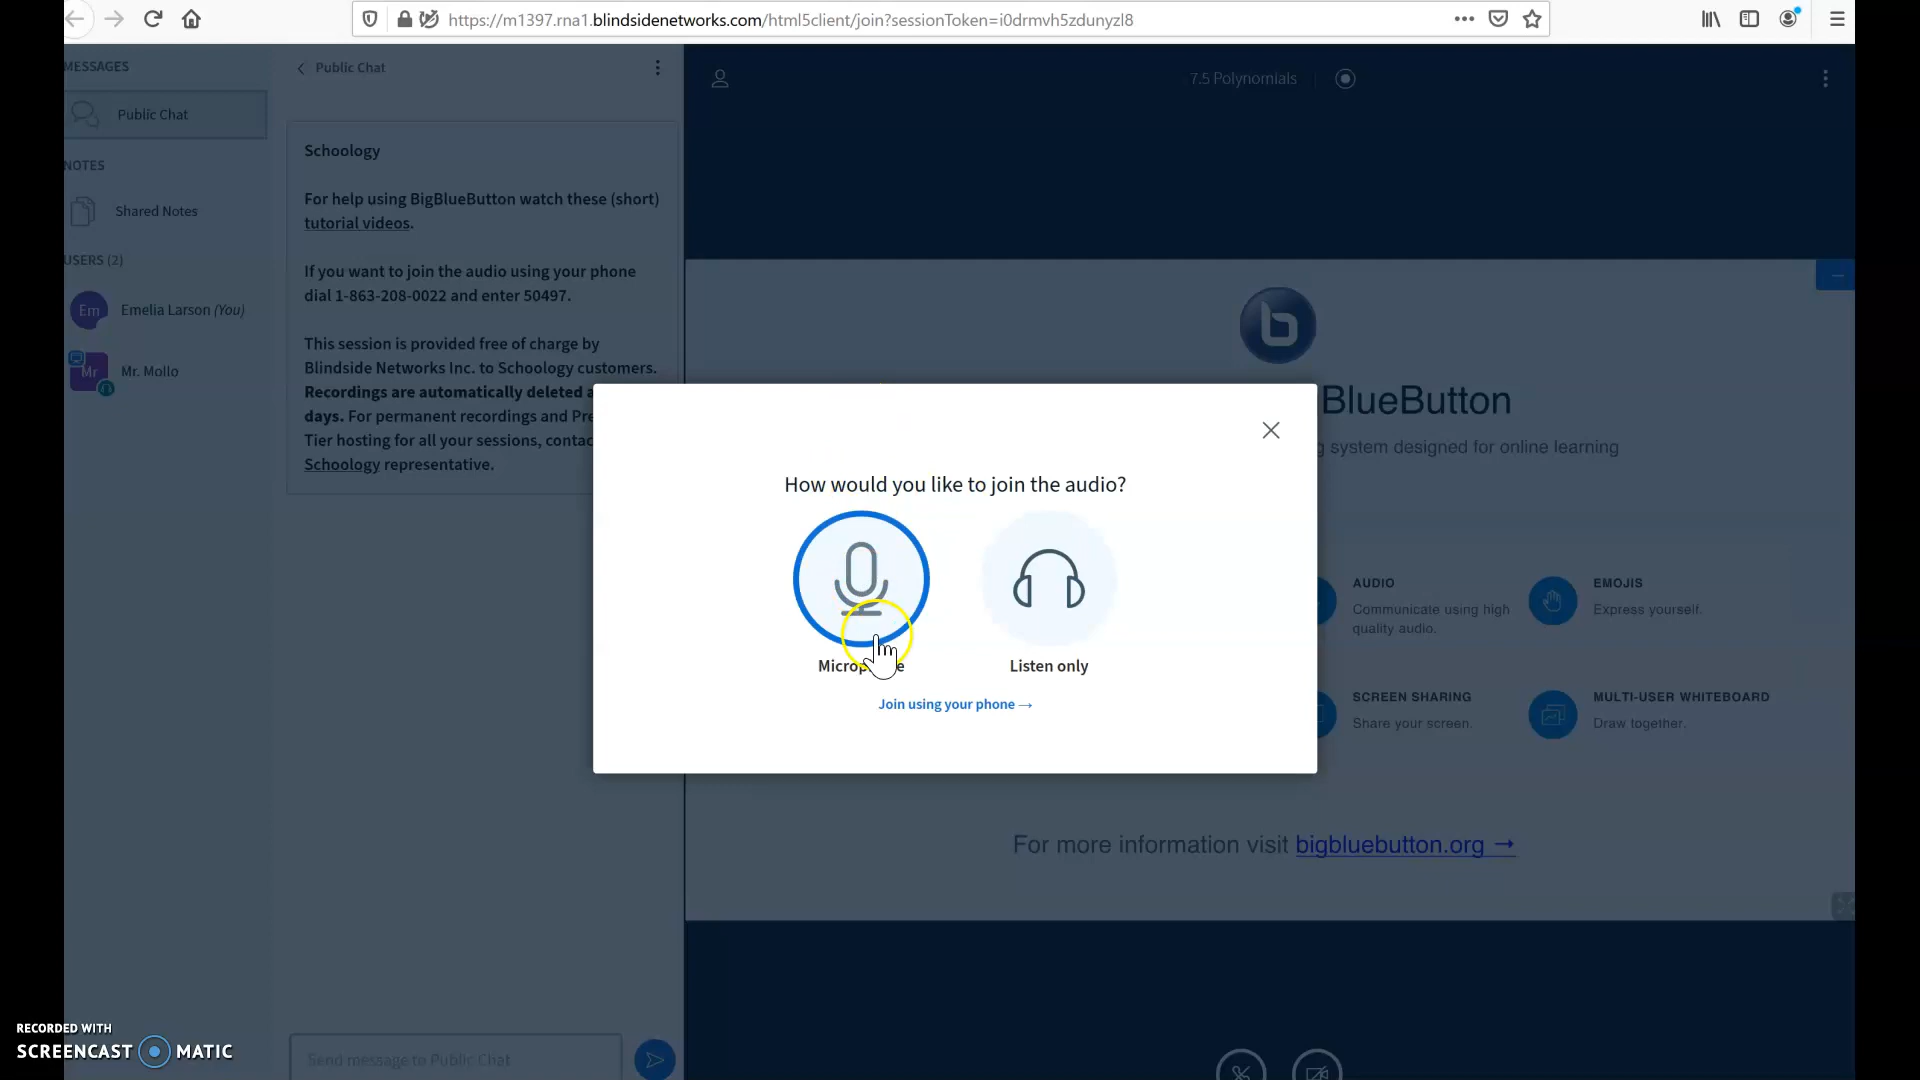 https://m1397.rna1.blindsidenetworks.com/html5client/join?sessionToken=i0drmvh5zdunyzl8
MESSAGES
Public Chat
NOTES
Shared Notes
USERS (2)
Em
Emelia Larson (You)
Mr
Mr. Mollo
Public Chat
Schoology
For help using BigBlueButton watch these (short)
tutorial videos.
If you want to join the audio using your phone
dial 1-863-208-0022 and enter 50497.
This session is provided free of charge by
Blindside Networks Inc. to Schoology customers.
Recordings are automatically deleted
days. For permanent recordings and
Tier hosting for all your sessions,
Schoology representative.
Send message to Public Chat
7.5 Polynomials
BlueButton
system designed for online learning
How would you like to join the audio?
Listen only
Join using your phone →
AUDIO
Communicate using high
quality audio.
EMOJIS
Express yourself.
SCREEN SHARING
Share your screen.
MULTI-USER WHITEBOARD
Draw together.
For more information visit bigbluebutton.org →
RECORDED WITH
SCREENCAST MATIC